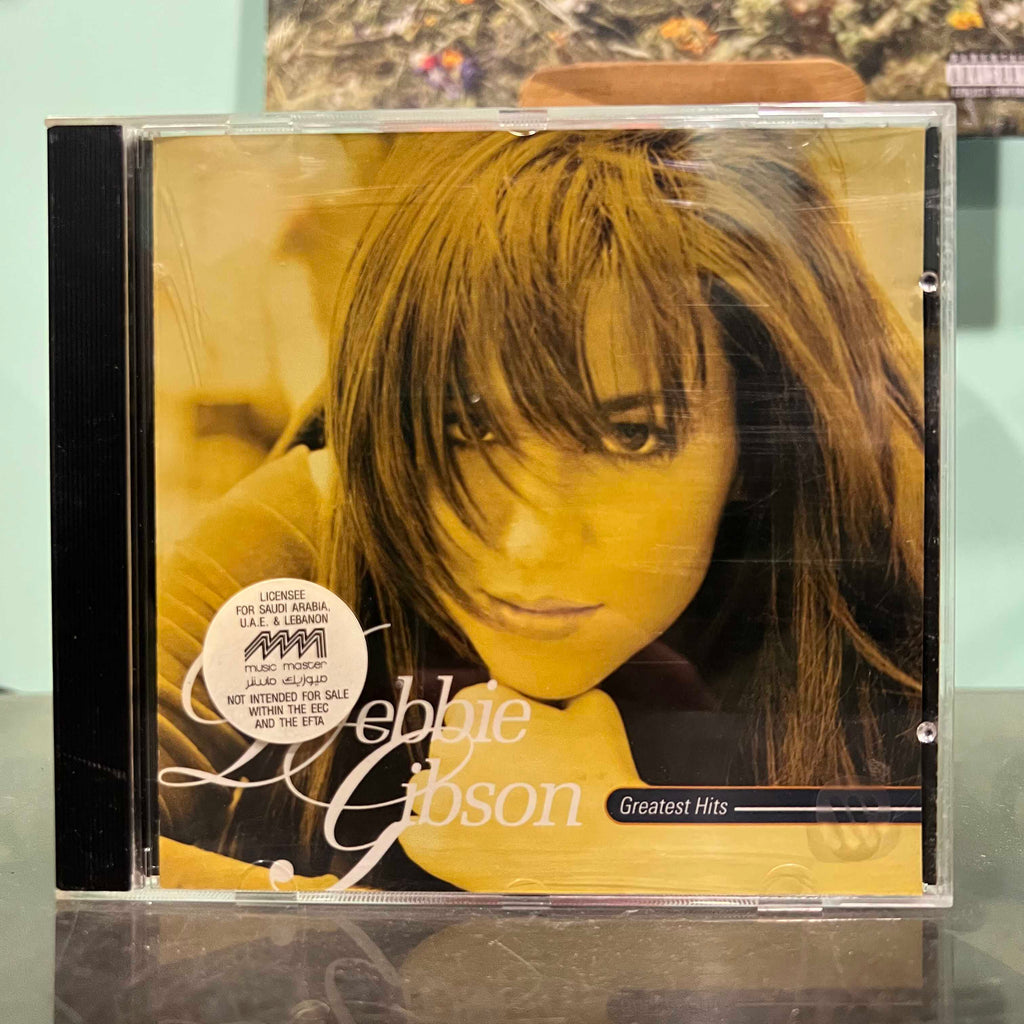 LICENSEE
FOR SAUDI ARABIA,
U.A.E. & LEBANON
music master
ميوزيك ماستر
NOT INTENDED FOR SALE
WITHIN THE EEC
AND THE EFTA
Debbie
Gibson
Greatest Hits